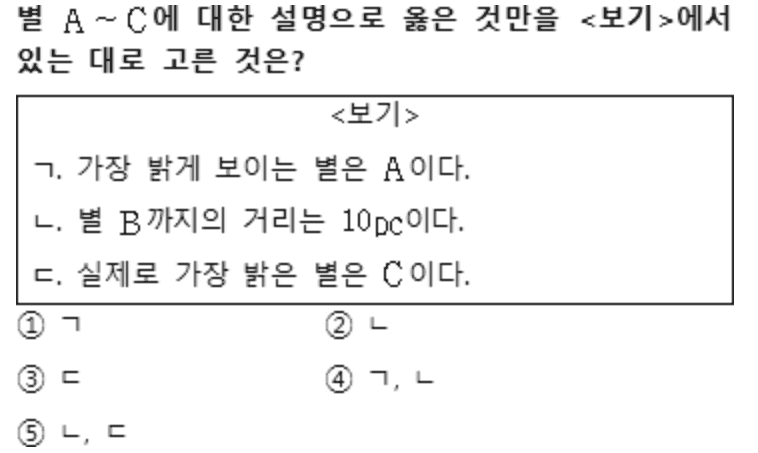 별 A ~ C에 대한 설명으로 옳은 것만을 <보기>에서
있는 대로 고른 것은?
<보기>
ㄱ. 가장 밝게 보이는 별은 A이다.
ㄴ. 별 B까지의 거리는 10pc이다.
ㄷ. 실제로 가장 밝은 별은 C이다.
① ㄱ ② ㄴ
③ ㄷ ④ ㄱ, ㄴ
⑤ ㄴ, ㄷ